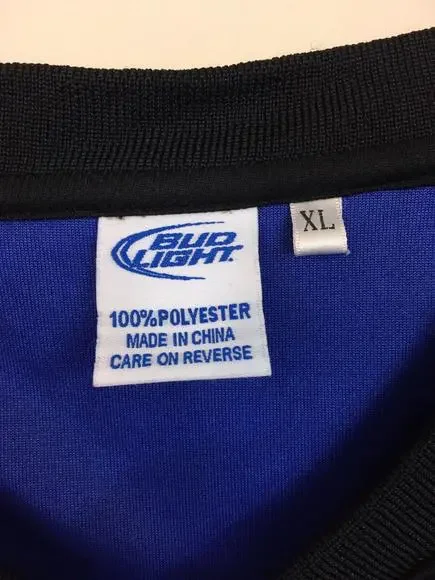 BUD
LIGHT
XL
100% POLYESTER
MADE IN CHINA
CARE ON REVERSE